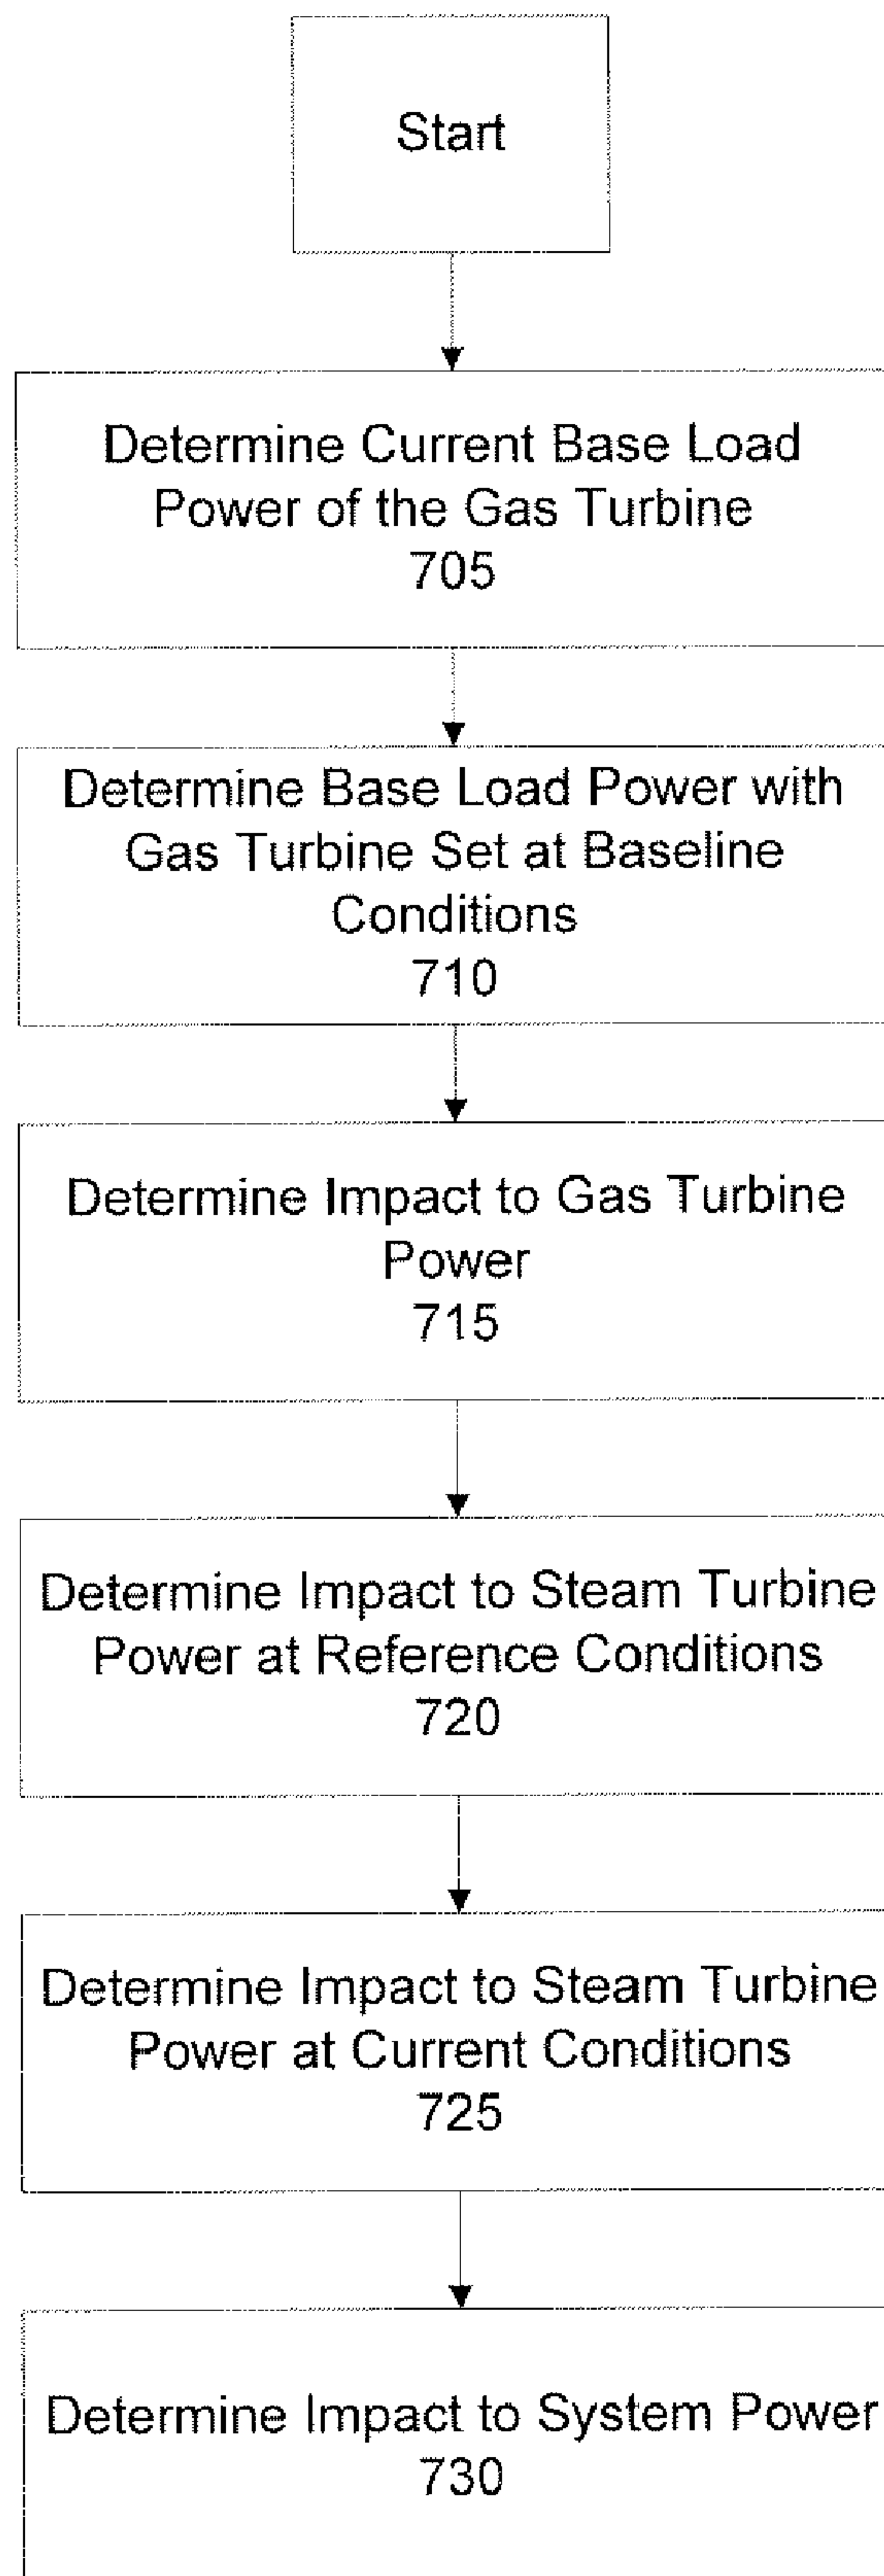 Start
Determine Current Base Load
Power of the Gas Turbine
705
Determine Base Load Power with
Gas Turbine Set at Baseline
Conditions
710
Determine Impact to Gas Turbine
Power
715
Determine Impact to Steam Turbine
Power at Reference Conditions
720
Determine Impact to Steam Turbine
Power at Current Conditions
725
Determine Impact to System Power
730